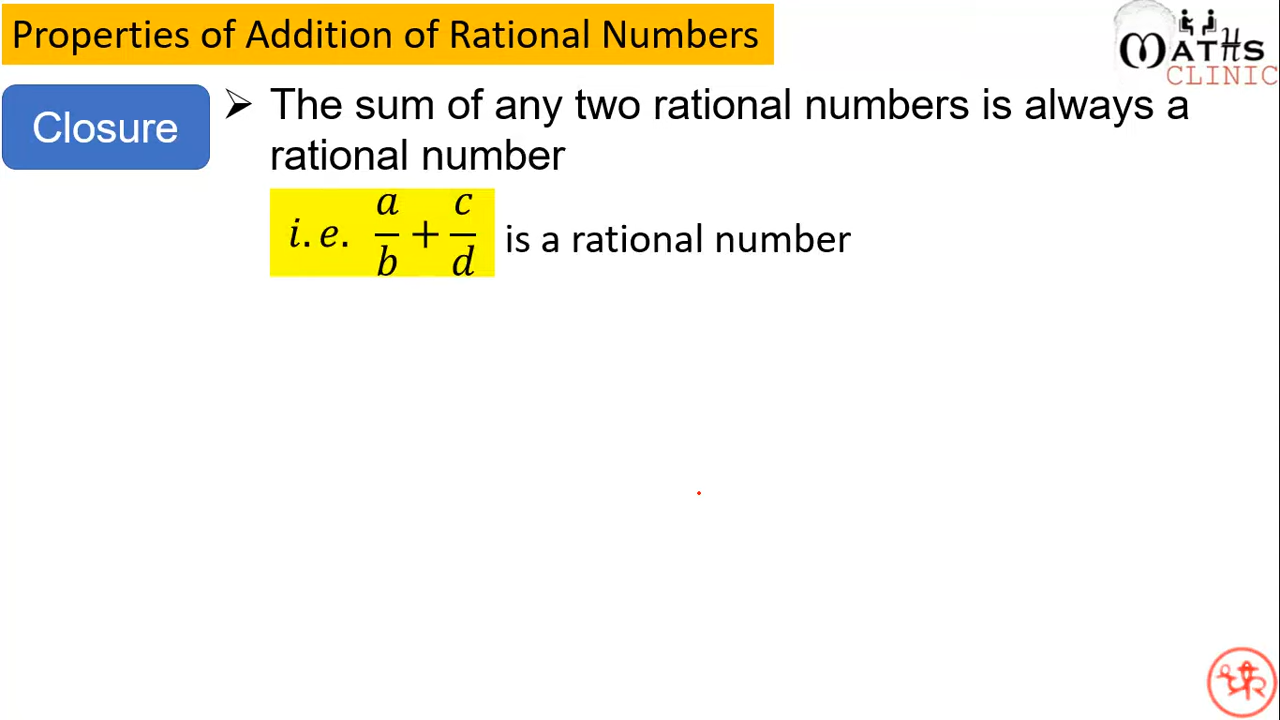 Properties of Addition of Rational Numbers
MATHS
CLINIC
Closure
➢ The sum of any two rational numbers is always a
rational number
i.e. a/b + c/d is a rational number